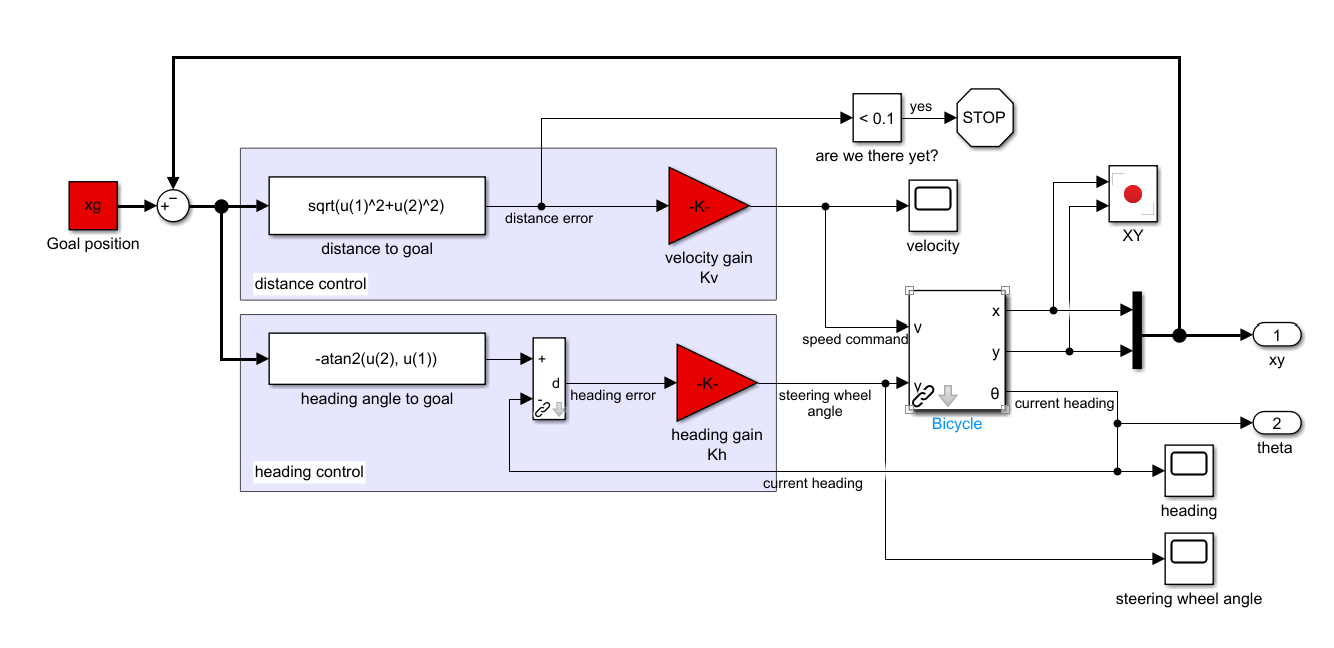 < 0.1
yes
STOP
are we there yet?
xg
Goal position
+
−
sqrt(u(1)^2+u(2)^2)
distance to goal
distance error
-K-
velocity gain
Kv
distance control
velocity
XY
-atan2(u(2), u(1))
heading angle to goal
+
-
d
heading error
-K-
heading gain
Kh
heading control
speed command
steering wheel
angle
v
x
y
θ
Bicycle
current heading
current heading
1
xy
2
theta
heading
steering wheel angle